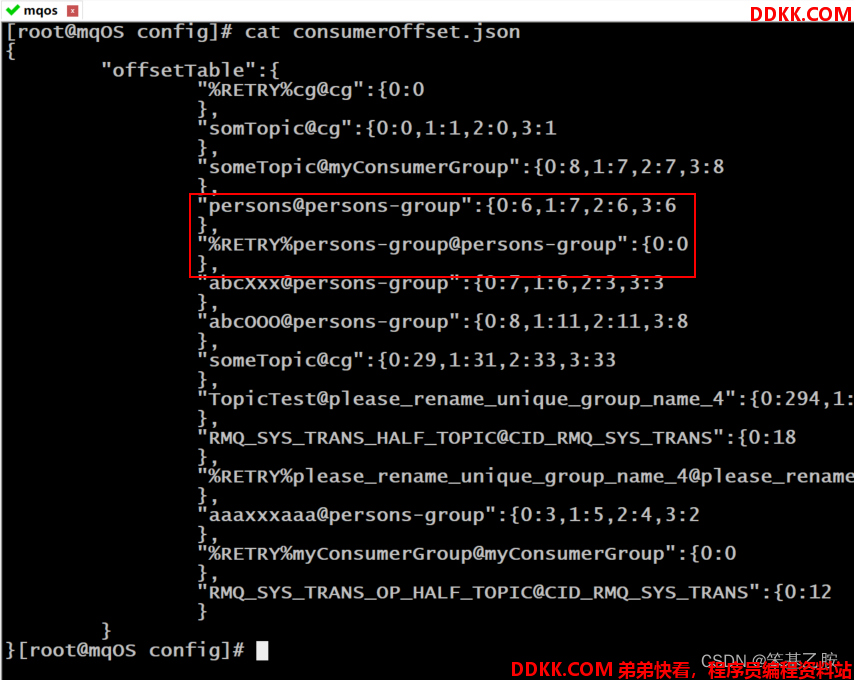 mqos
DDKK.COM
[root@mqOS config]# cat consumerOffset.json
{
"offsetTable":{
"%RETRY%cg@cg":{0:0
},
"somTopic@cg":{0:0,1:1,2:0,3:1
},
"someTopic@myConsumerGroup":{0:8,1:7,2:7,3:8
},
"persons@persons-group":{0:6,1:7,2:6,3:6
},
"%RETRY%persons-group@persons-group":{0:0
},
"abcXxx@persons-group":{0:7,1:6,2:3,3:3
},
"abcOOO@persons-group":{0:8,1:11,2:11,3:8
},
"someTopic@cg":{0:29,1:31,2:33,3:33
},
"TopicTest@please_rename_unique_group_name_4":{0:294,1:
},
"RMQ_SYS_TRANS_HALF_TOPIC@CID_RMQ_SYS_TRANS":{0:18
},
"%RETRY%please_rename_unique_group_name_4@please_rename
},
"aaaxxxaaa@persons-group":{0:3,1:5,2:4,3:2
},
"%RETRY%myConsumerGroup@myConsumerGroup":{0:0
},
"RMQ_SYS_TRANS_OP_HALF_TOPIC@CID_RMQ_SYS_TRANS":{0:12
}
}
}[root@mqOS config]#
CSDN @笨基乙胺
DDKK.COM 弟弟快看，程序员编程资料站